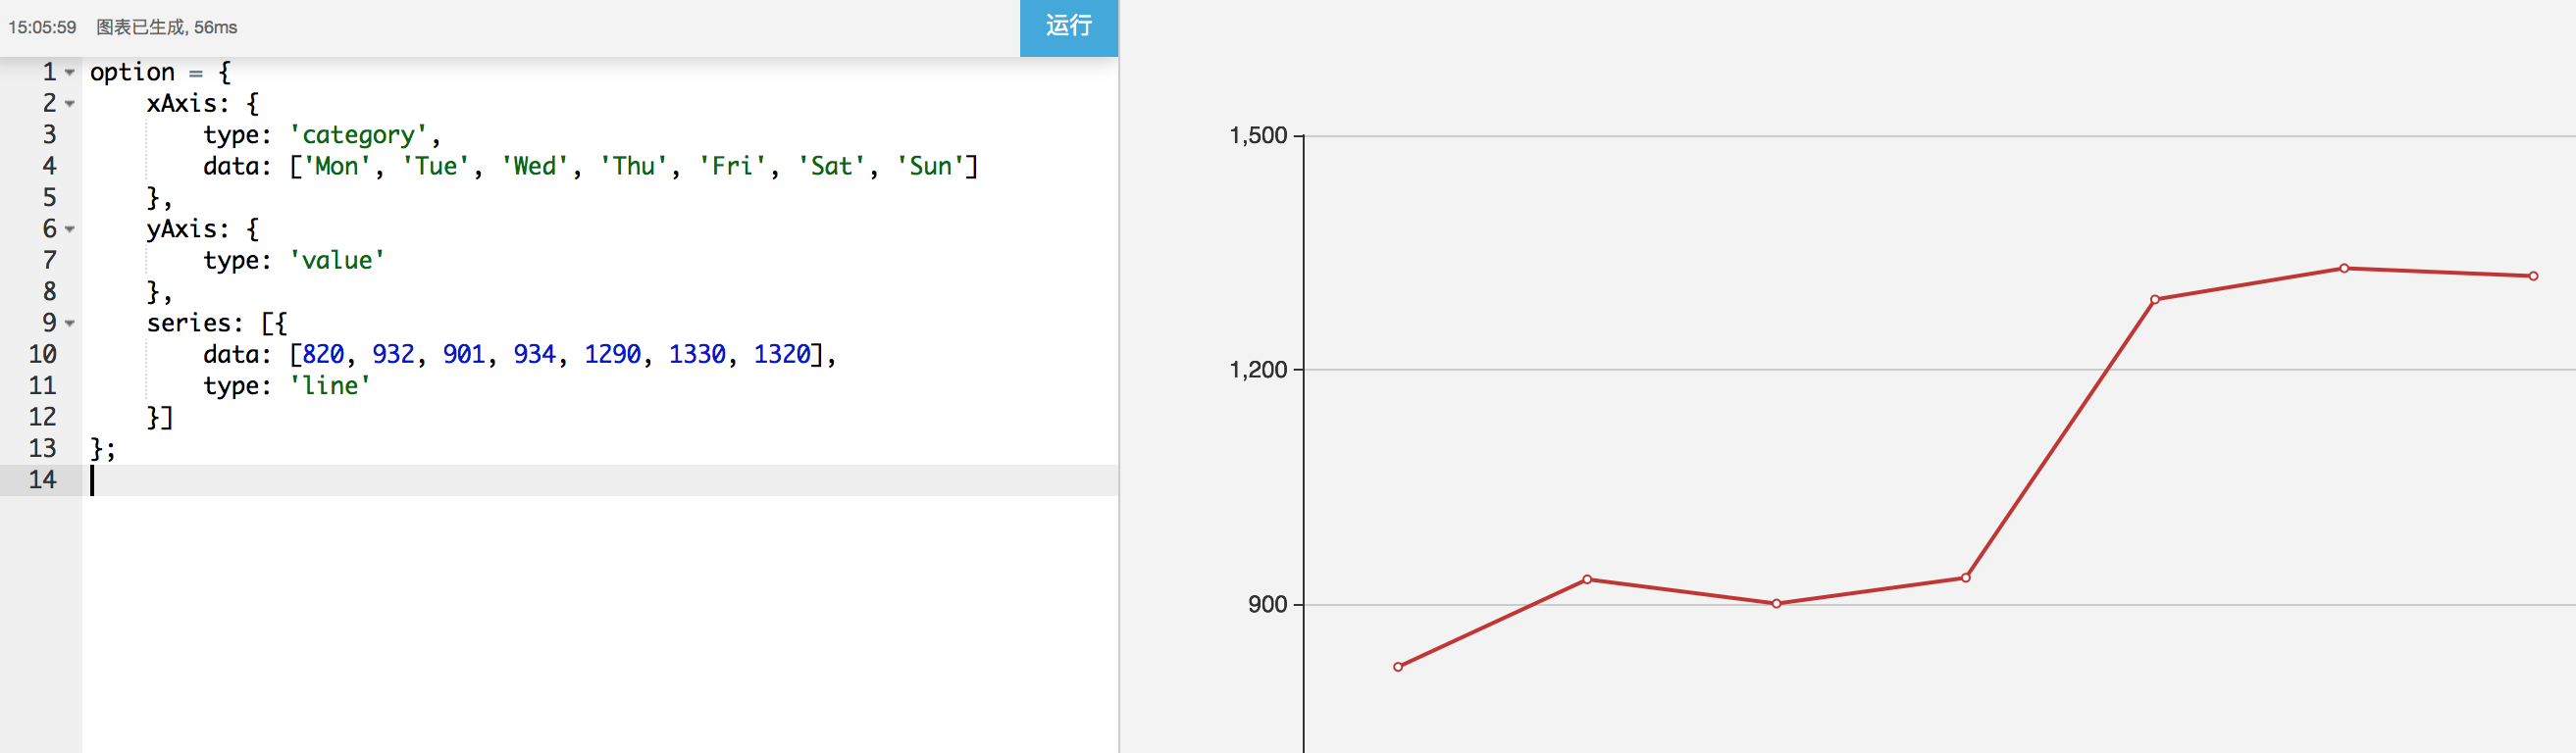 15:05:59 图表已生成, 56ms
运行
1 option = {
2 xAxis: {
3 type: 'category',
4 data: ['Mon', 'Tue', 'Wed', 'Thu', 'Fri', 'Sat', 'Sun']
5 },
6 yAxis: {
7 type: 'value'
8 },
9 series: [{
10 data: [820, 932, 901, 934, 1290, 1330, 1320],
11 type: 'line'
12 }]
13 };
14
1,500
1,200
900